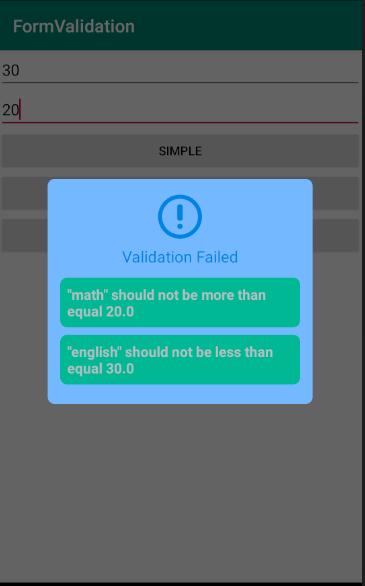 FormValidation
30
20
SIMPLE
Validation Failed
"math" should not be more than
equal 20.0
"english" should not be less than
equal 30.0